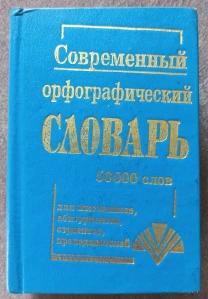 Современный
орфографический
СЛОВАРЬ
слов
для школьников,
абитуриентов,
студентов,
преподавателей